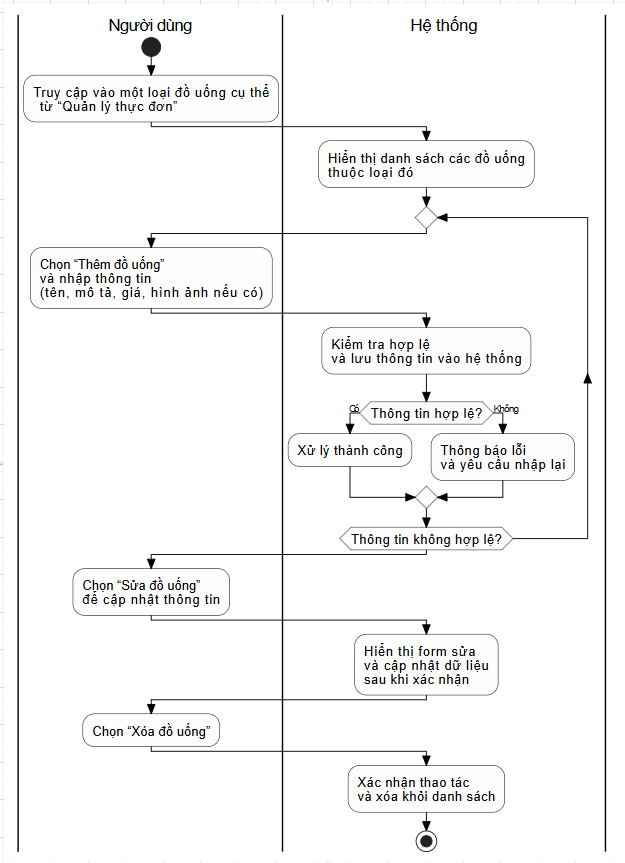 Người dùng
Hệ thống
Truy cập vào một loại đồ uống cụ thể
từ “Quản lý thực đơn”
Hiển thị danh sách các đồ uống
thuộc loại đó
Chọn “Thêm đồ uống”
và nhập thông tin
(tên, mô tả, giá, hình ảnh nếu có)
Kiểm tra hợp lệ
và lưu thông tin vào hệ thống
Thông tin hợp lệ?
Có
Không
Xử lý thành công
Thông báo lỗi
và yêu cầu nhập lại
Thông tin không hợp lệ?
Chọn “Sửa đồ uống”
để cập nhật thông tin
Hiển thị form sửa
và cập nhật dữ liệu
sau khi xác nhận
Chọn “Xóa đồ uống”
Xác nhận thao tác
và xóa khỏi danh sách